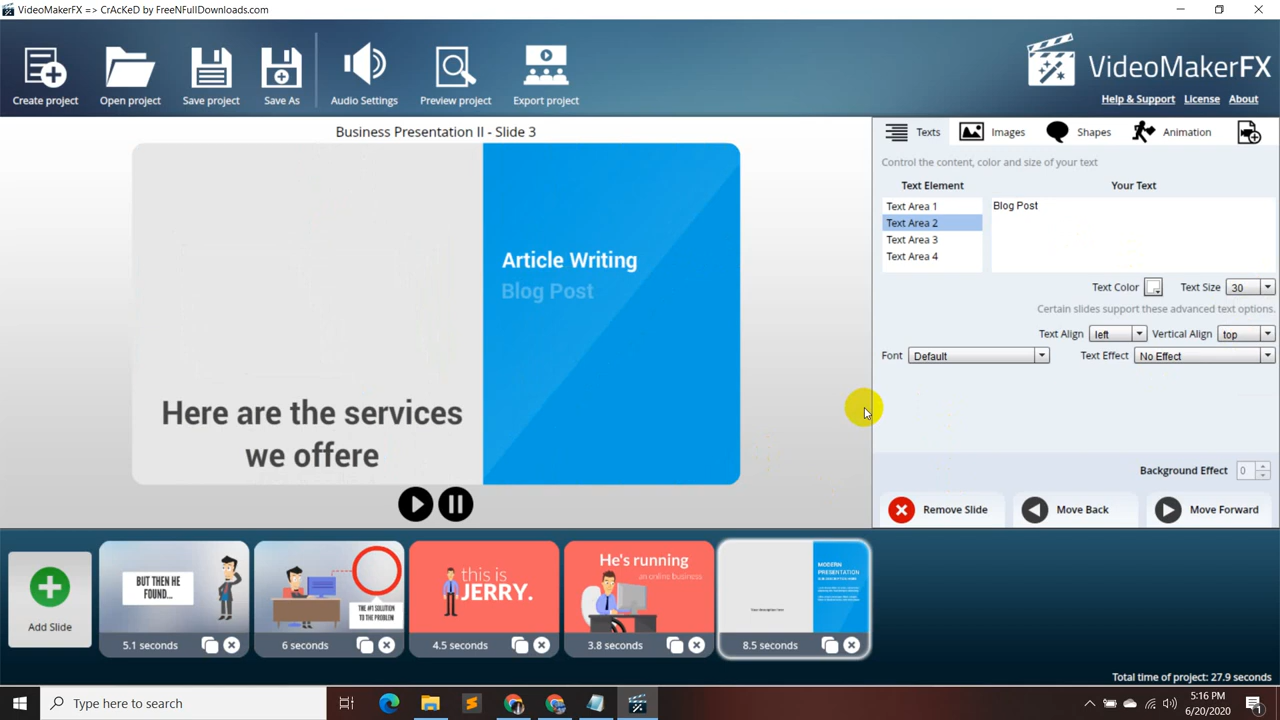 VideoMakerFX => CrAcKeD by FreeNFullDownloads.com
Create project
Open project
Save project
Save As
Audio Settings
Preview project
Export project
VideoMakerFX
Help & Support
License
About
Business Presentation II - Slide 3
Article Writing
Blog Post
Here are the services
we offere
Texts
Images
Shapes
Animation
Control the content, color and size of your text
Text Element
Your Text
Text Area 1
Text Area 2
Text Area 3
Text Area 4
Blog Post
Text Color
Text Size
30
Certain slides support these advanced text options.
Text Align
left
Vertical Align
top
Font
Default
Text Effect
No Effect
Background Effect
0
Remove Slide
Move Back
Move Forward
Add Slide
BUT THEN HE
FOUND...
5.1 seconds
THE #1 SOLUTION
TO THE PROBLEM
6 seconds
this is
JERRY.
4.5 seconds
He's running
an online business
3.8 seconds
MODERN
PRESENTATION
Your description here
8.5 seconds
Total time of project: 27.9 seconds
Type here to search
5:16 PM
6/20/2020
1